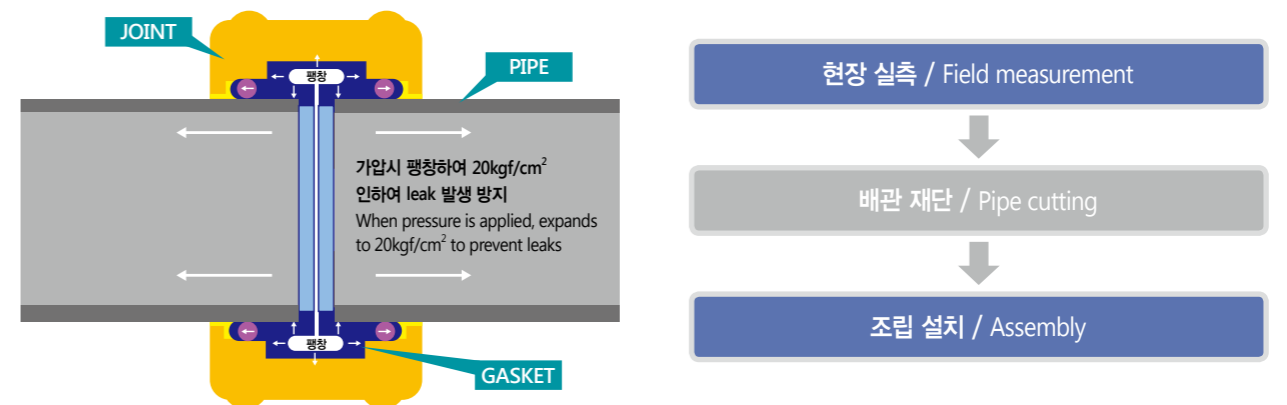 JOINT
PIPE
팽창
가압시 팽창하여 20kgf/cm²
인하여 leak 발생 방지
When pressure is applied, expands
to 20kgf/cm² to prevent leaks
팽창
GASKET
현장 실측 / Field measurement
배관 재단 / Pipe cutting
조립 설치 / Assembly